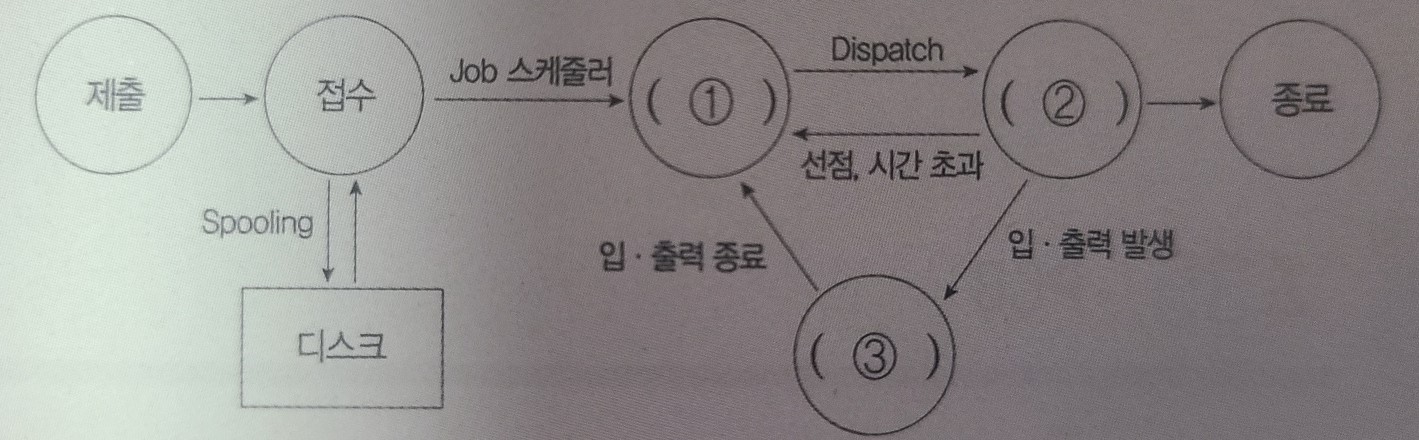 제출
접수
Job 스케줄러
( ① )
Dispatch
선점, 시간 초과
( ② )
종료
Spooling
디스크
입·출력 종료
입·출력 발생
( ③ )